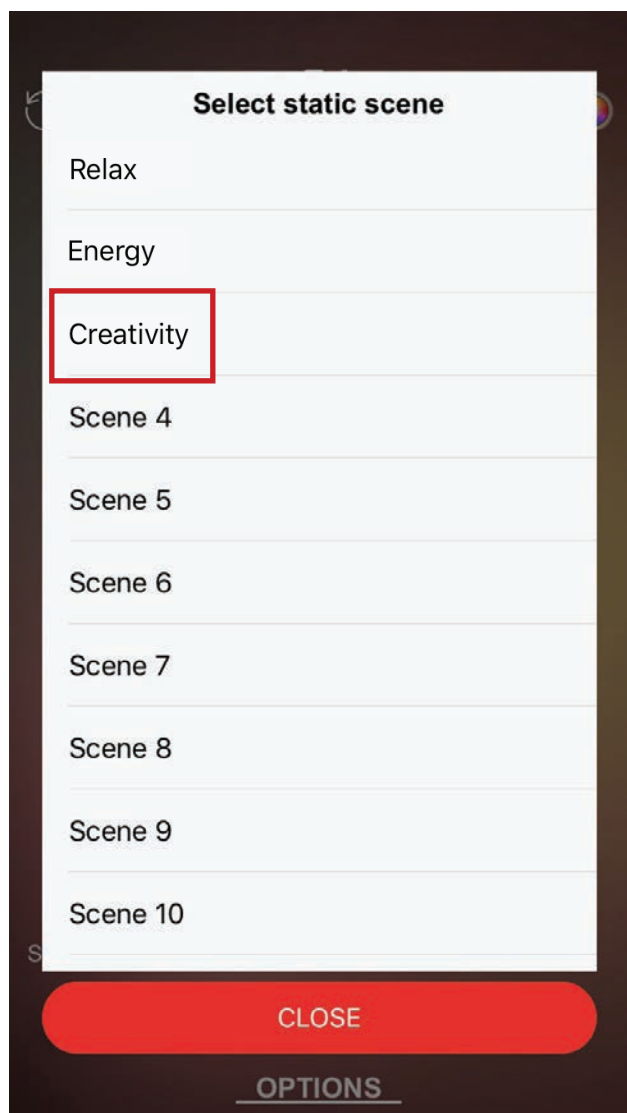 Select static scene
Relax
Energy
Creativity
Scene 4
Scene 5
Scene 6
Scene 7
Scene 8
Scene 9
Scene 10
CLOSE
OPTIONS